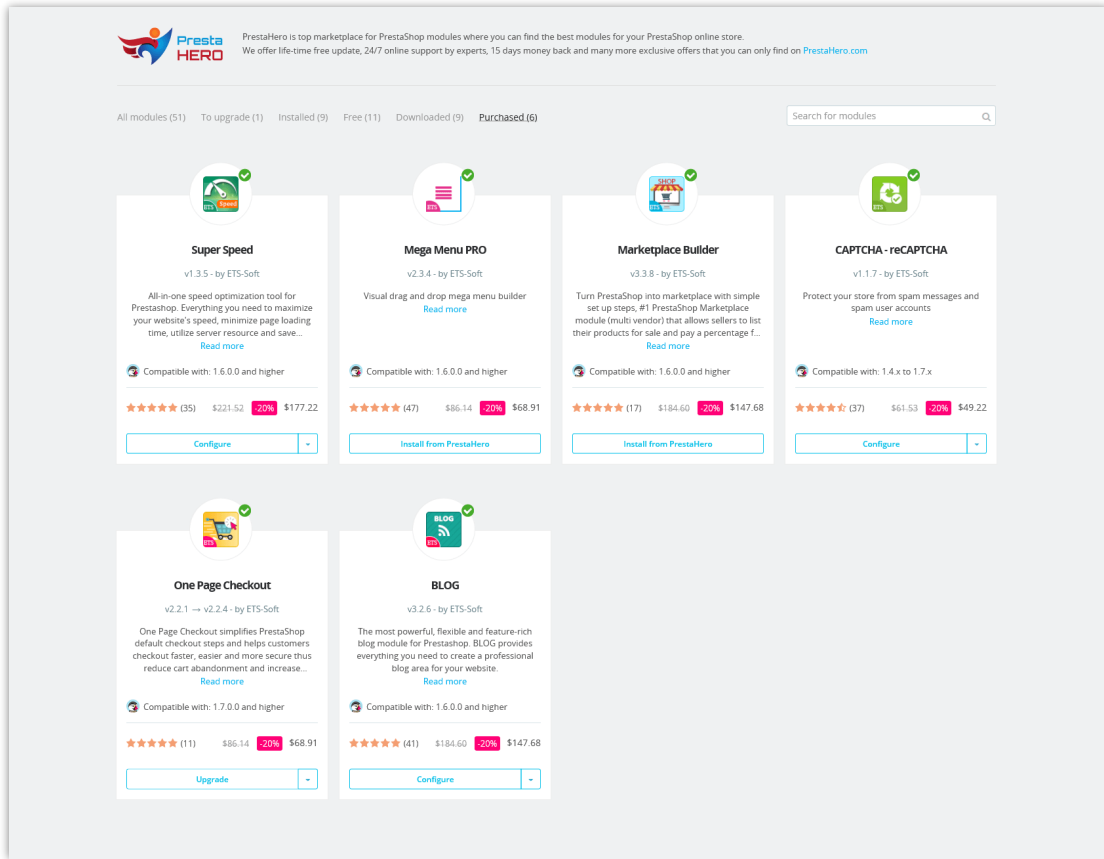 Presta
HERO
PrestaHero is top marketplace for PrestaShop modules where you can find the best modules for your PrestaShop online store.
We offer life-time free update, 24/7 online support by experts, 15 days money back and many more exclusive offers that you can only find on PrestaHero.com
All modules (51) To upgrade (1) Installed (9) Free (11) Downloaded (9) Purchased (6)
Search for modules
Speed
ETS
Super Speed
v1.3.5 - by ETS-Soft
All-in-one speed optimization tool for
Prestashop. Everything you need to maximize
your website's speed, minimize page loading
time, utilize server resource and save...
Read more
Compatible with: 1.6.0.0 and higher
(35) $221.52 -20% $177.22
Configure
ETS
Mega Menu PRO
v2.3.4 - by ETS-Soft
Visual drag and drop mega menu builder
Read more
Compatible with: 1.6.0.0 and higher
(47) $86.14 -20% $68.91
Install from PrestaHero
SHOP
ETS
Marketplace Builder
v3.3.8 - by ETS-Soft
Turn PrestaShop into marketplace with simple
set up steps, #1 PrestaShop Marketplace
module (multi vendor) that allows sellers to list
their products for sale and pay a percentage f...
Read more
Compatible with: 1.6.0.0 and higher
(17) $184.60 -20% $147.68
Install from PrestaHero
ETS
CAPTCHA - reCAPTCHA
v1.1.7 - by ETS-Soft
Protect your store from spam messages and
spam user accounts
Read more
Compatible with: 1.4.x to 1.7.x
(37) $61.53 -20% $49.22
Configure
ETS
One Page Checkout
v2.2.1 → v2.2.4 - by ETS-Soft
One Page Checkout simplifies PrestaShop
default checkout steps and helps customers
checkout faster, easier and more secure thus
reduce cart abandonment and increase...
Read more
Compatible with: 1.7.0.0 and higher
(11) $86.14 -20% $68.91
Upgrade
BLOG
ETS
BLOG
v3.2.6 - by ETS-Soft
The most powerful, flexible and feature-rich
blog module for Prestashop. BLOG provides
everything you need to create a professional
blog area for your website.
Read more
Compatible with: 1.6.0.0 and higher
(41) $184.60 -20% $147.68
Configure